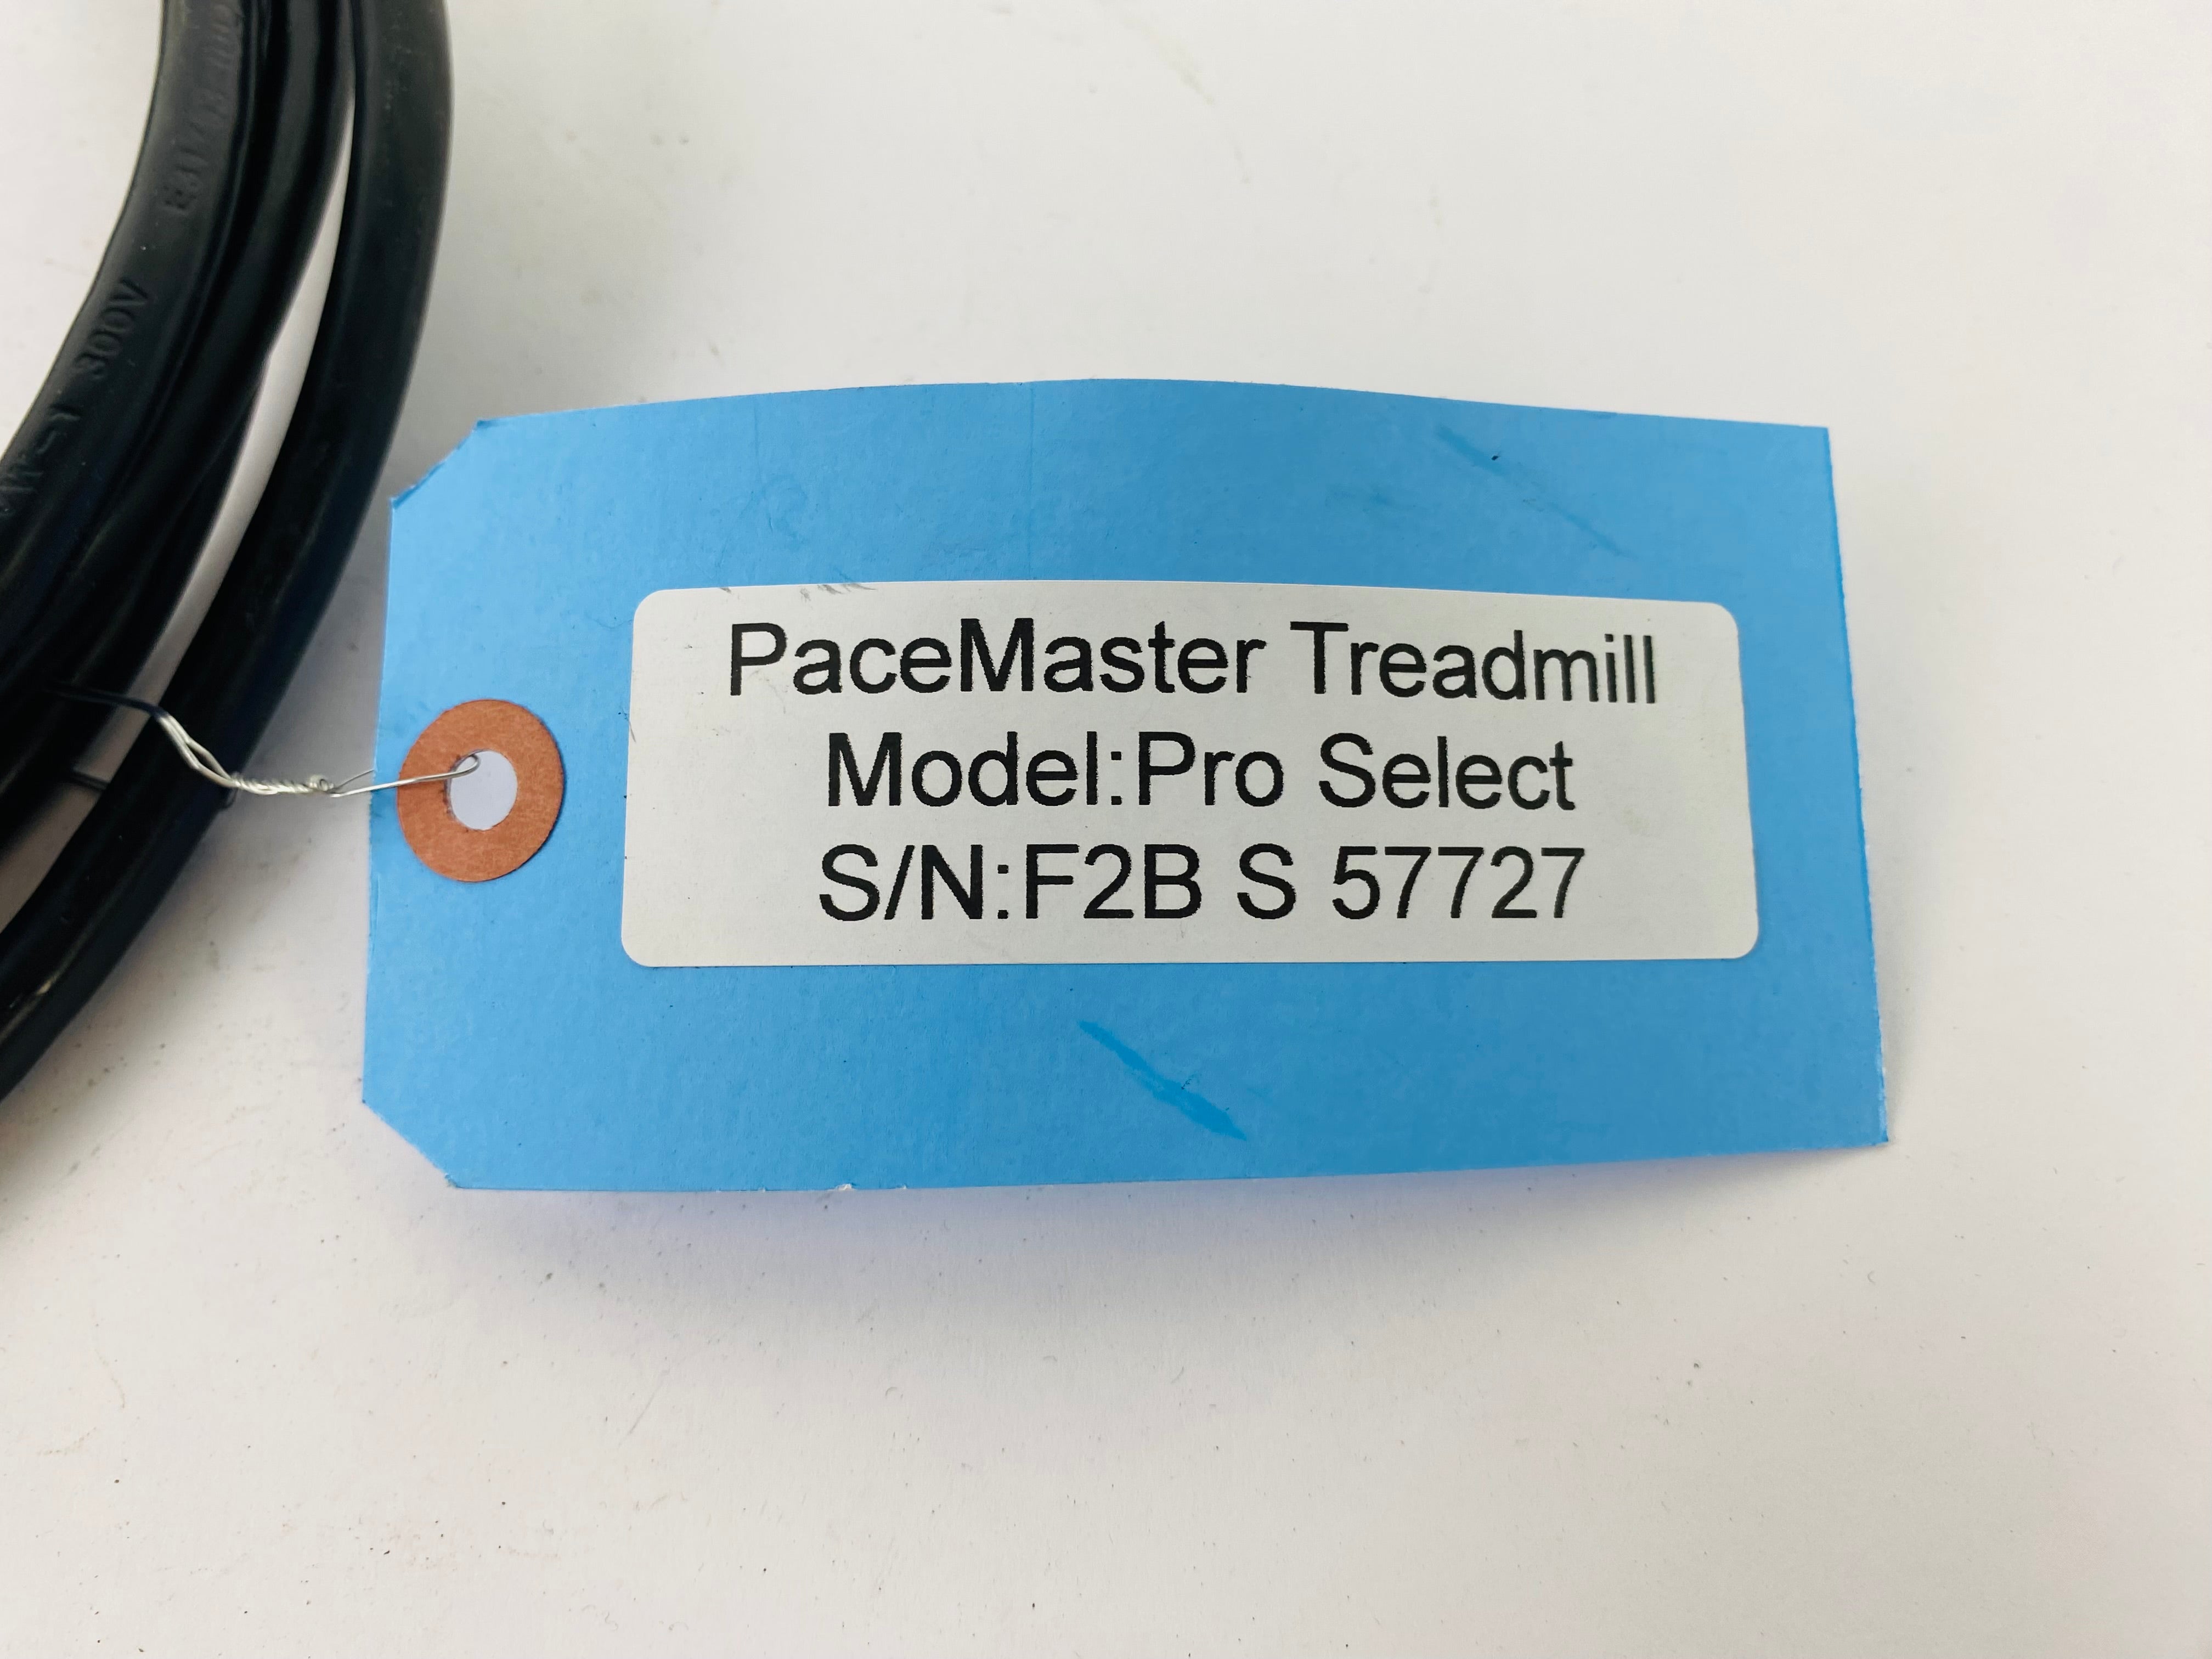 PaceMaster Treadmill
Model:Pro Select
S/N:F2B S 57727
300V